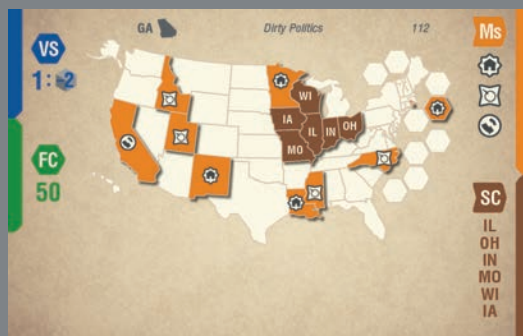 GA Dirty Politics 112
VS
1: 2
FC
50
Ms
WI
IA
IL
IN
OH
MO
SC
IL
OH
IN
MO
WI
IA